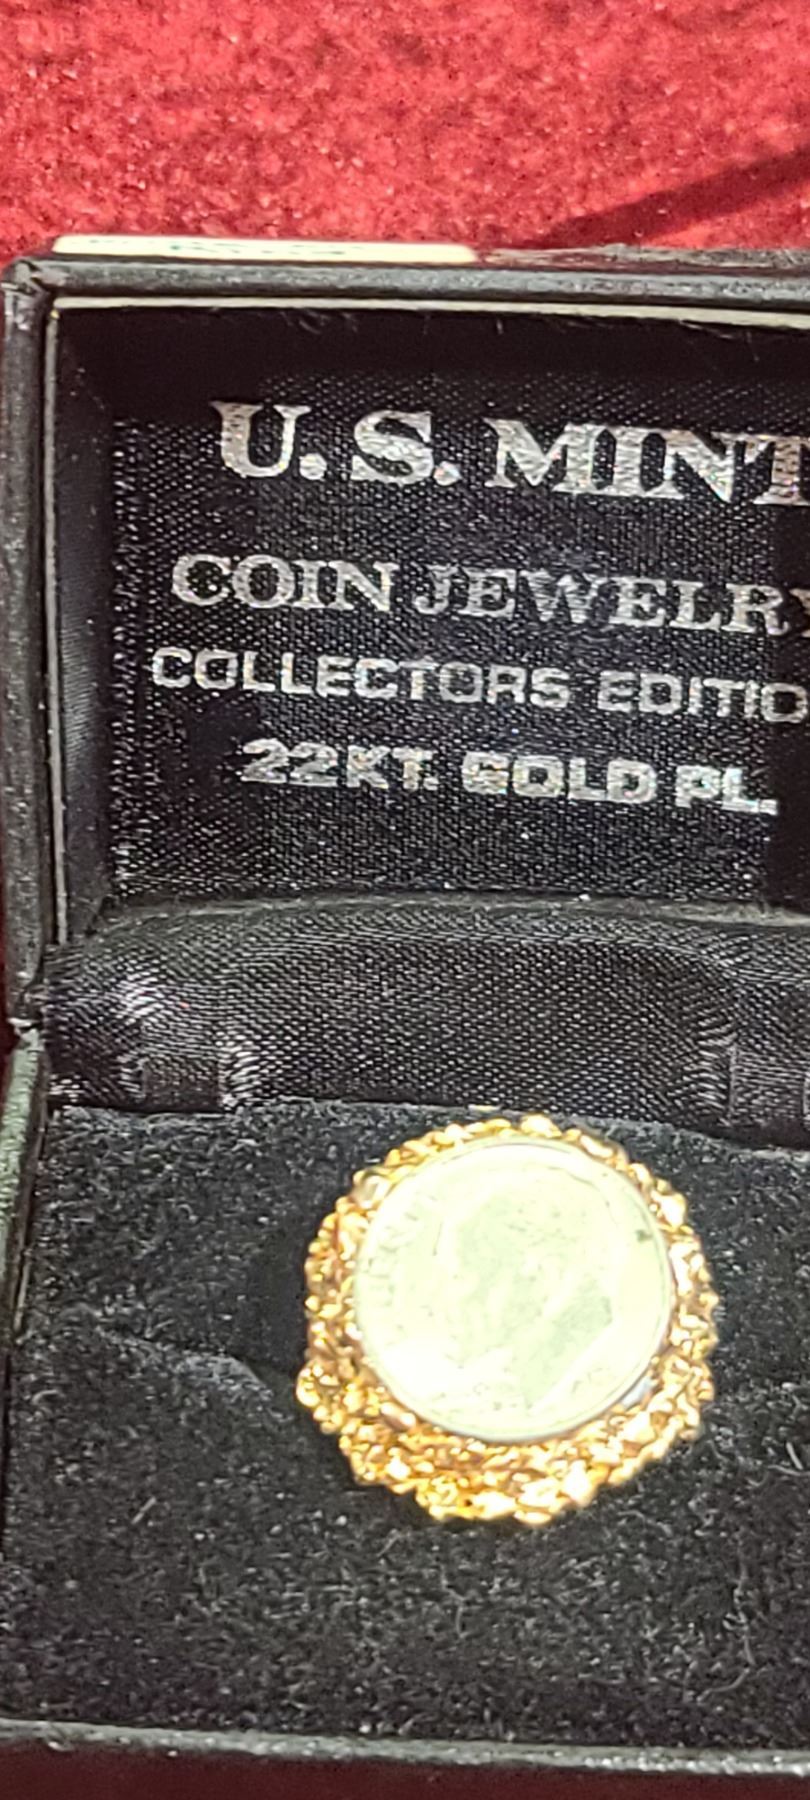 U.S. MINT
COIN JEWELRY
COLLECTORS EDITIO
22KT. GOLD PL.